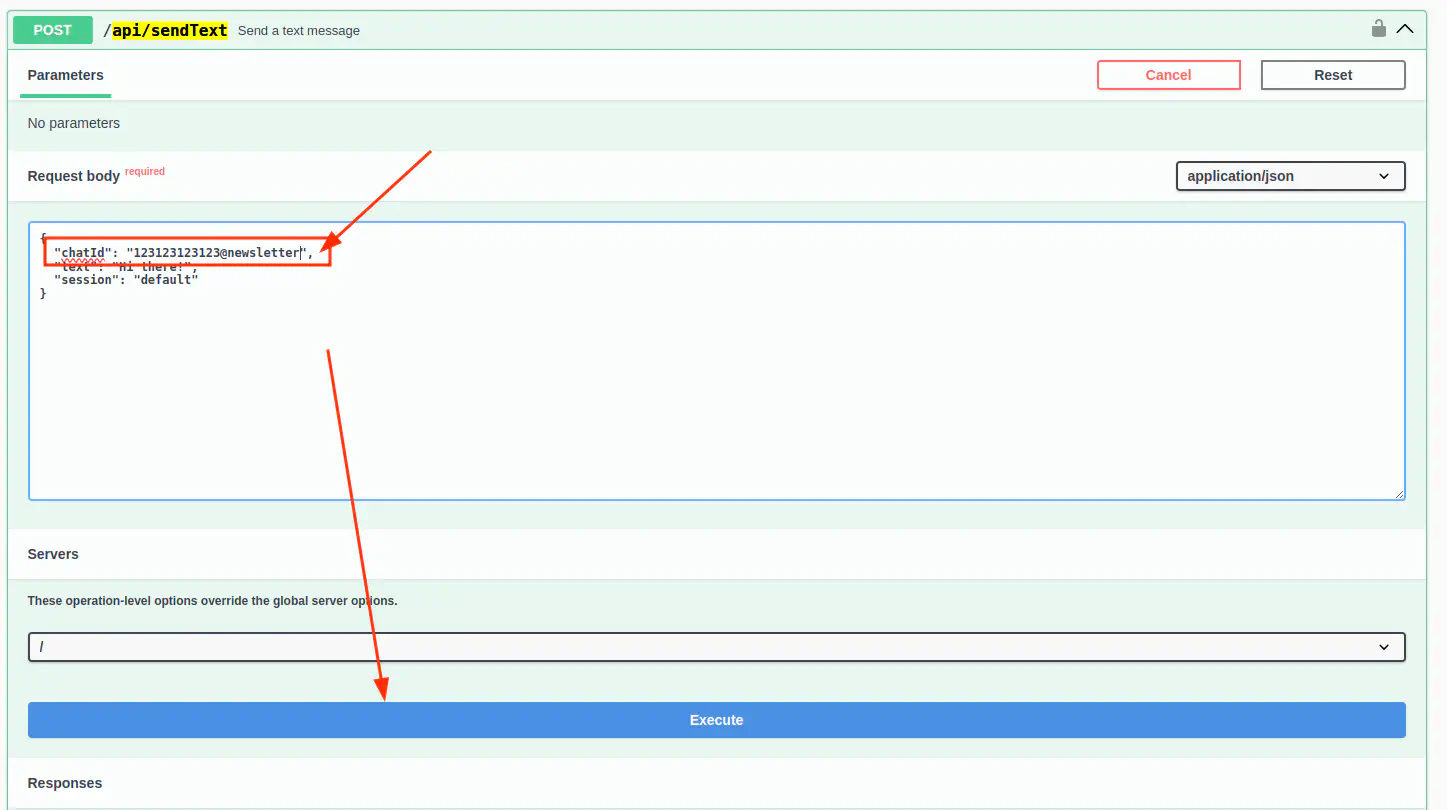 POST /api/sendText Send a text message
Parameters
Cancel
Reset
No parameters
Request body required
application/json
{
"chatId": "123123123123@newsletter",
"text": "Hi there!",
"session": "default"
}
Servers
These operation-level options override the global server options.
/
Execute
Responses